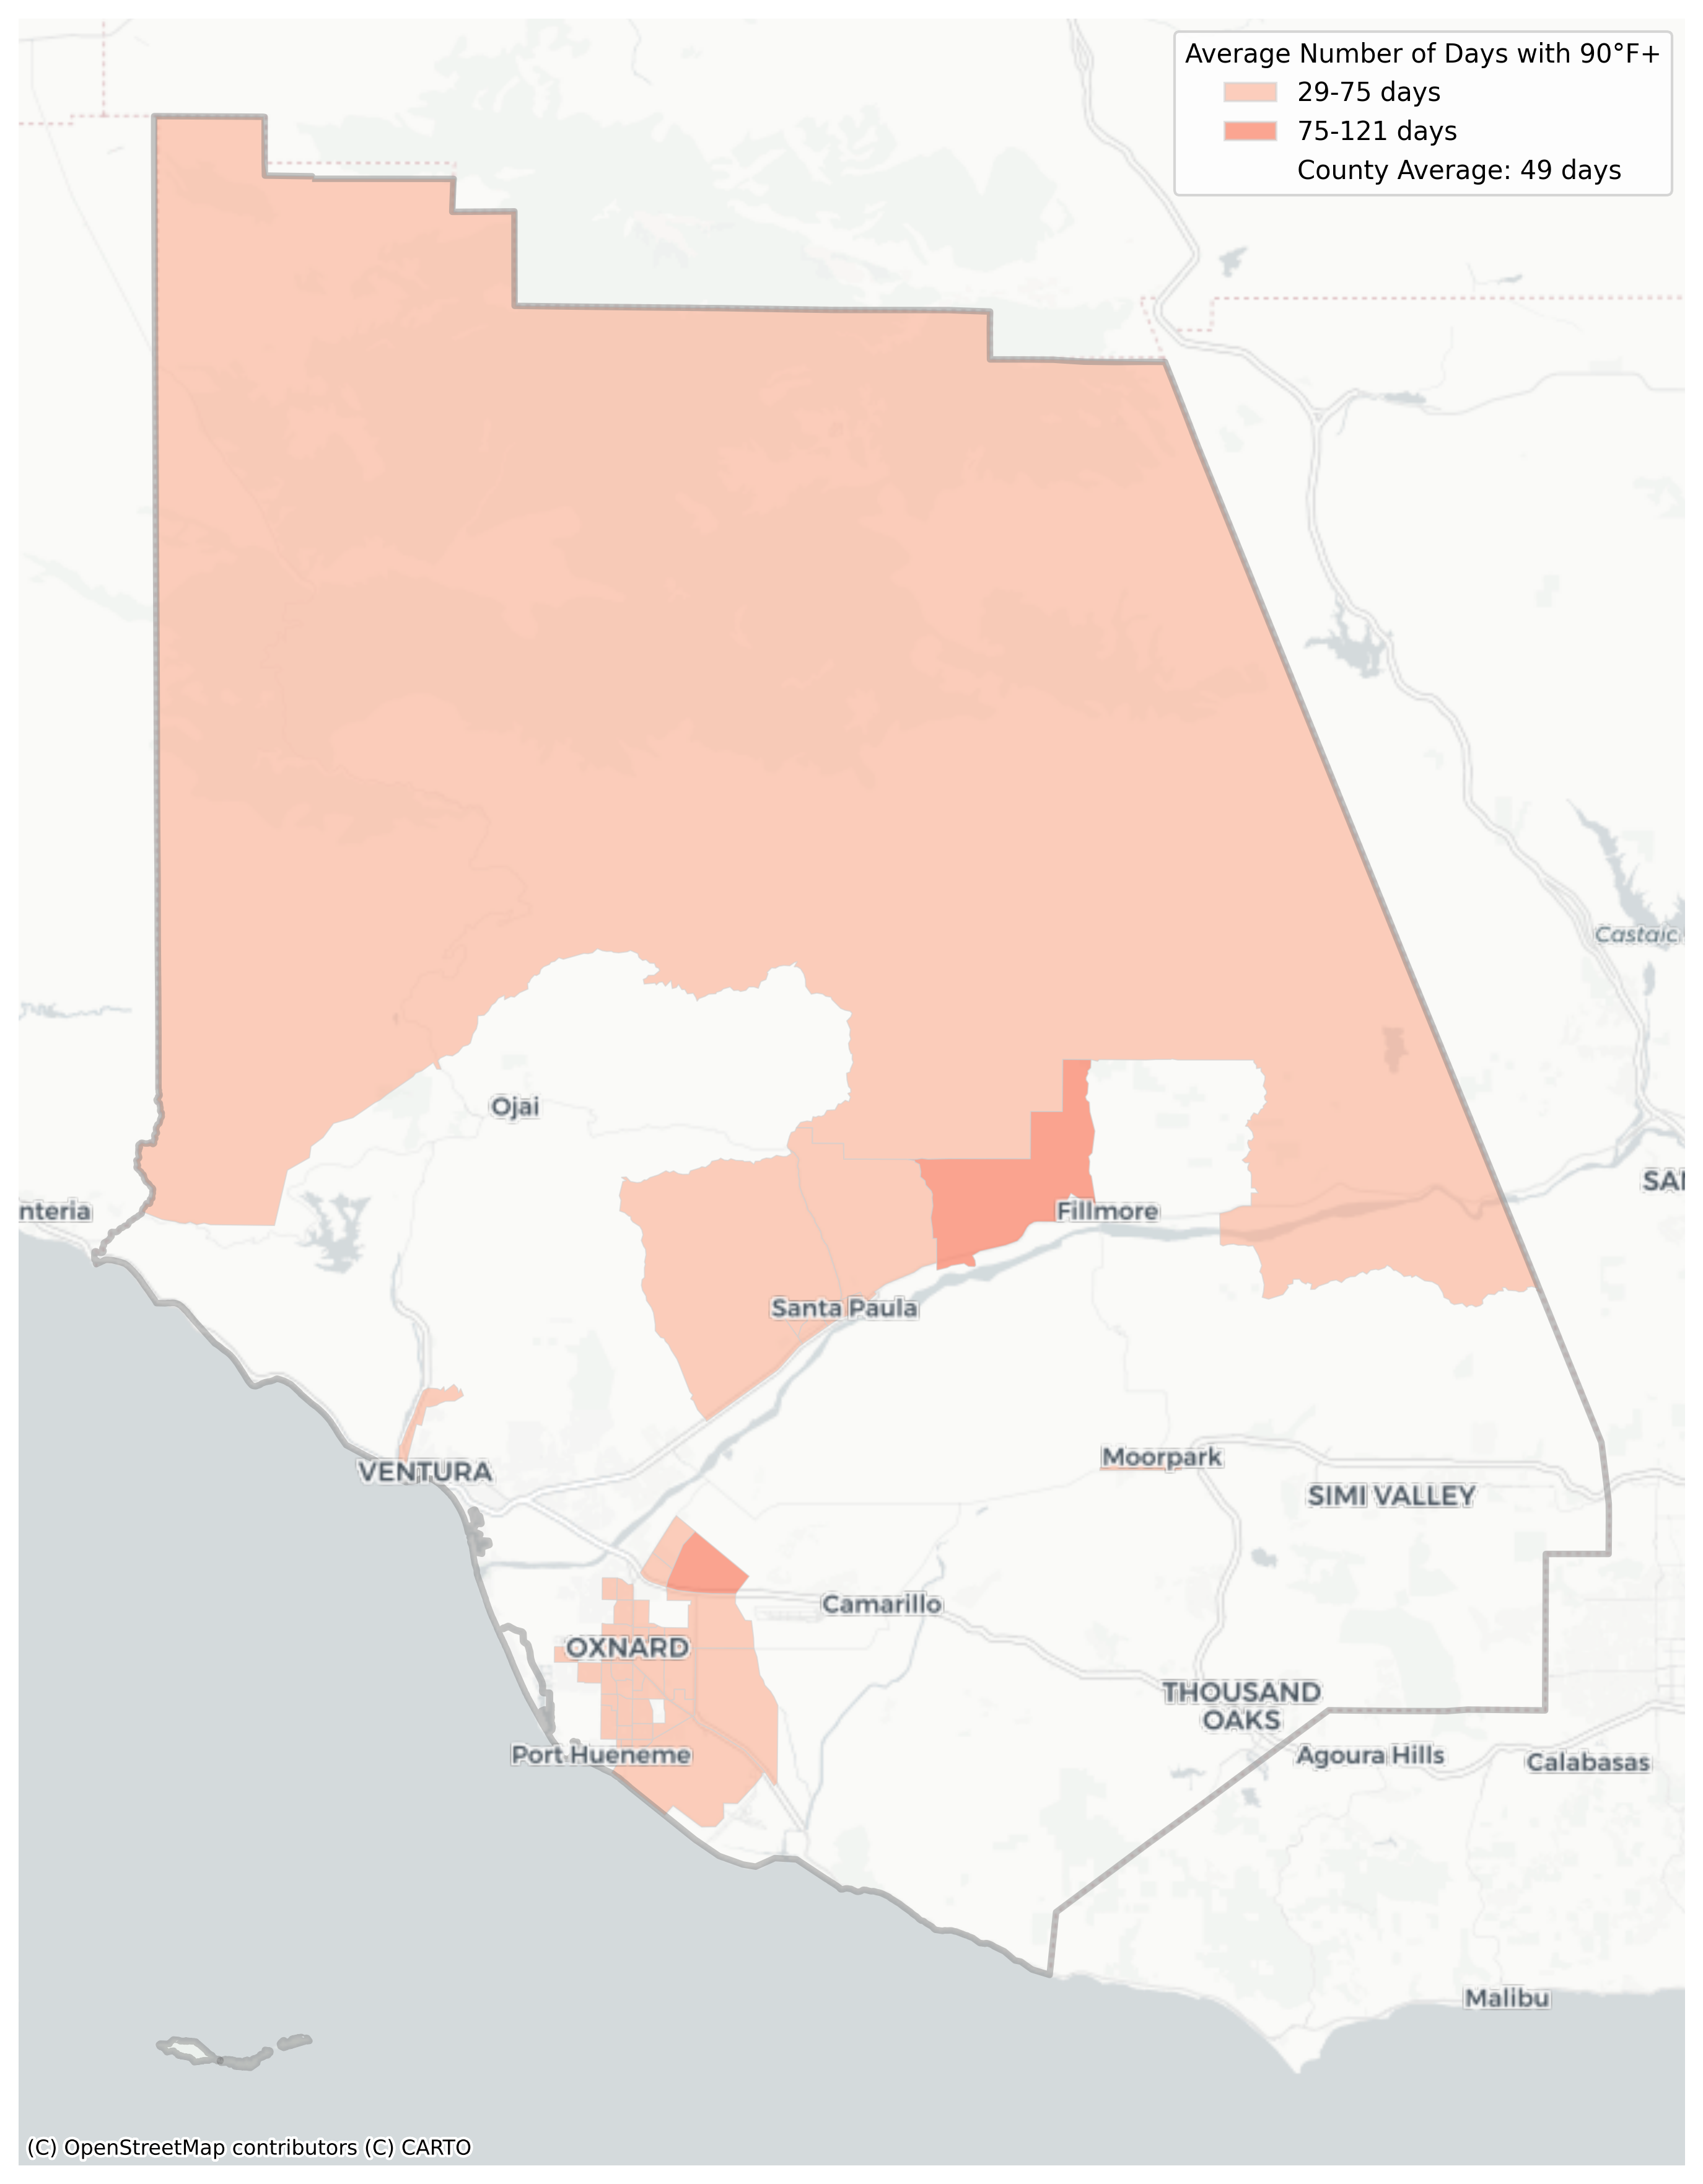 Average Number of Days with 90°F+
29-75 days
75-121 days
County Average: 49 days
Castaic
Ojai
SAN
nteria
Fillmore
Santa Paula
Moorpark
VENTURA
SIMI VALLEY
Camarillo
OXNARD
THOUSAND
OAKS
Port Hueneme
Agoura Hills
Calabasas
Malibu
(C) OpenStreetMap contributors (C) CARTO